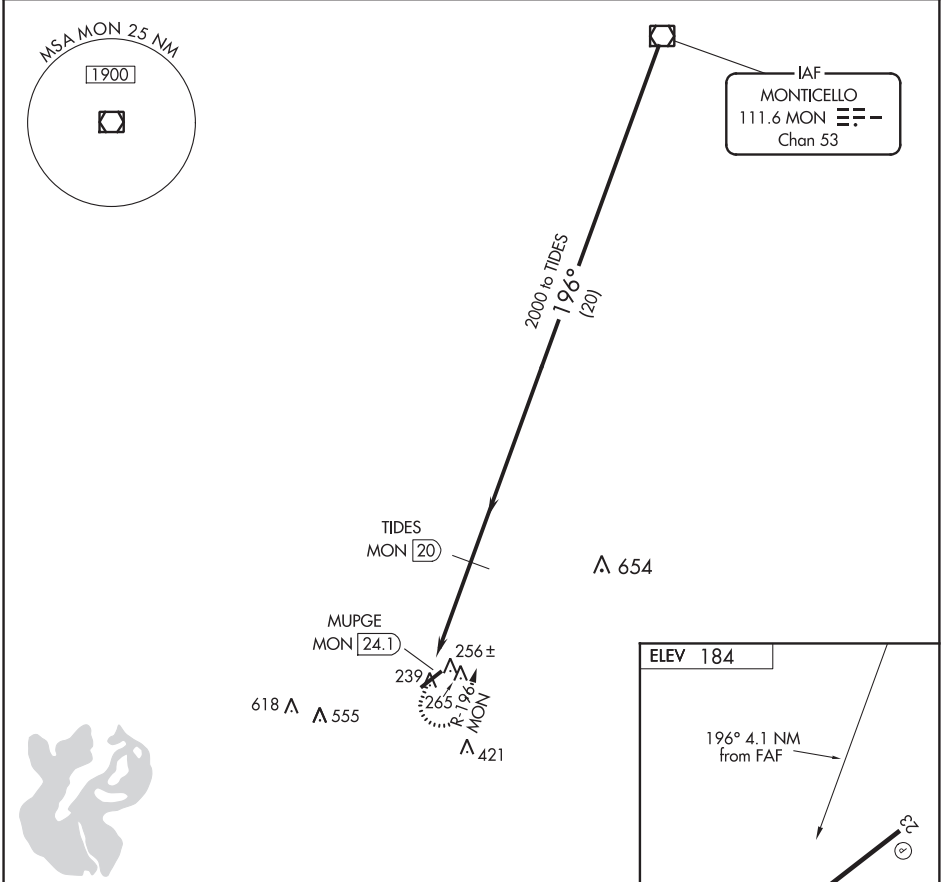 MSA MON 25 NM
1900
IAF
MONTICELLO
111.6 MON
Chan 53
2000 to TIDES
196°
(20)
TIDES
MON 20
654
MUPGE
MON 24.1
256 ±
239
265
R-196
MON
618
555
421
ELEV 184
196° 4.1 NM
from FAF
23
P